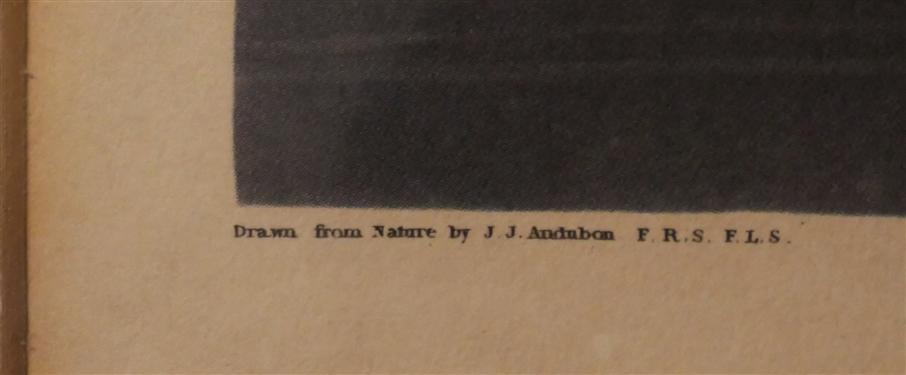 Drawn from Nature by J. J. Audubon F. R. S. F. L. S.